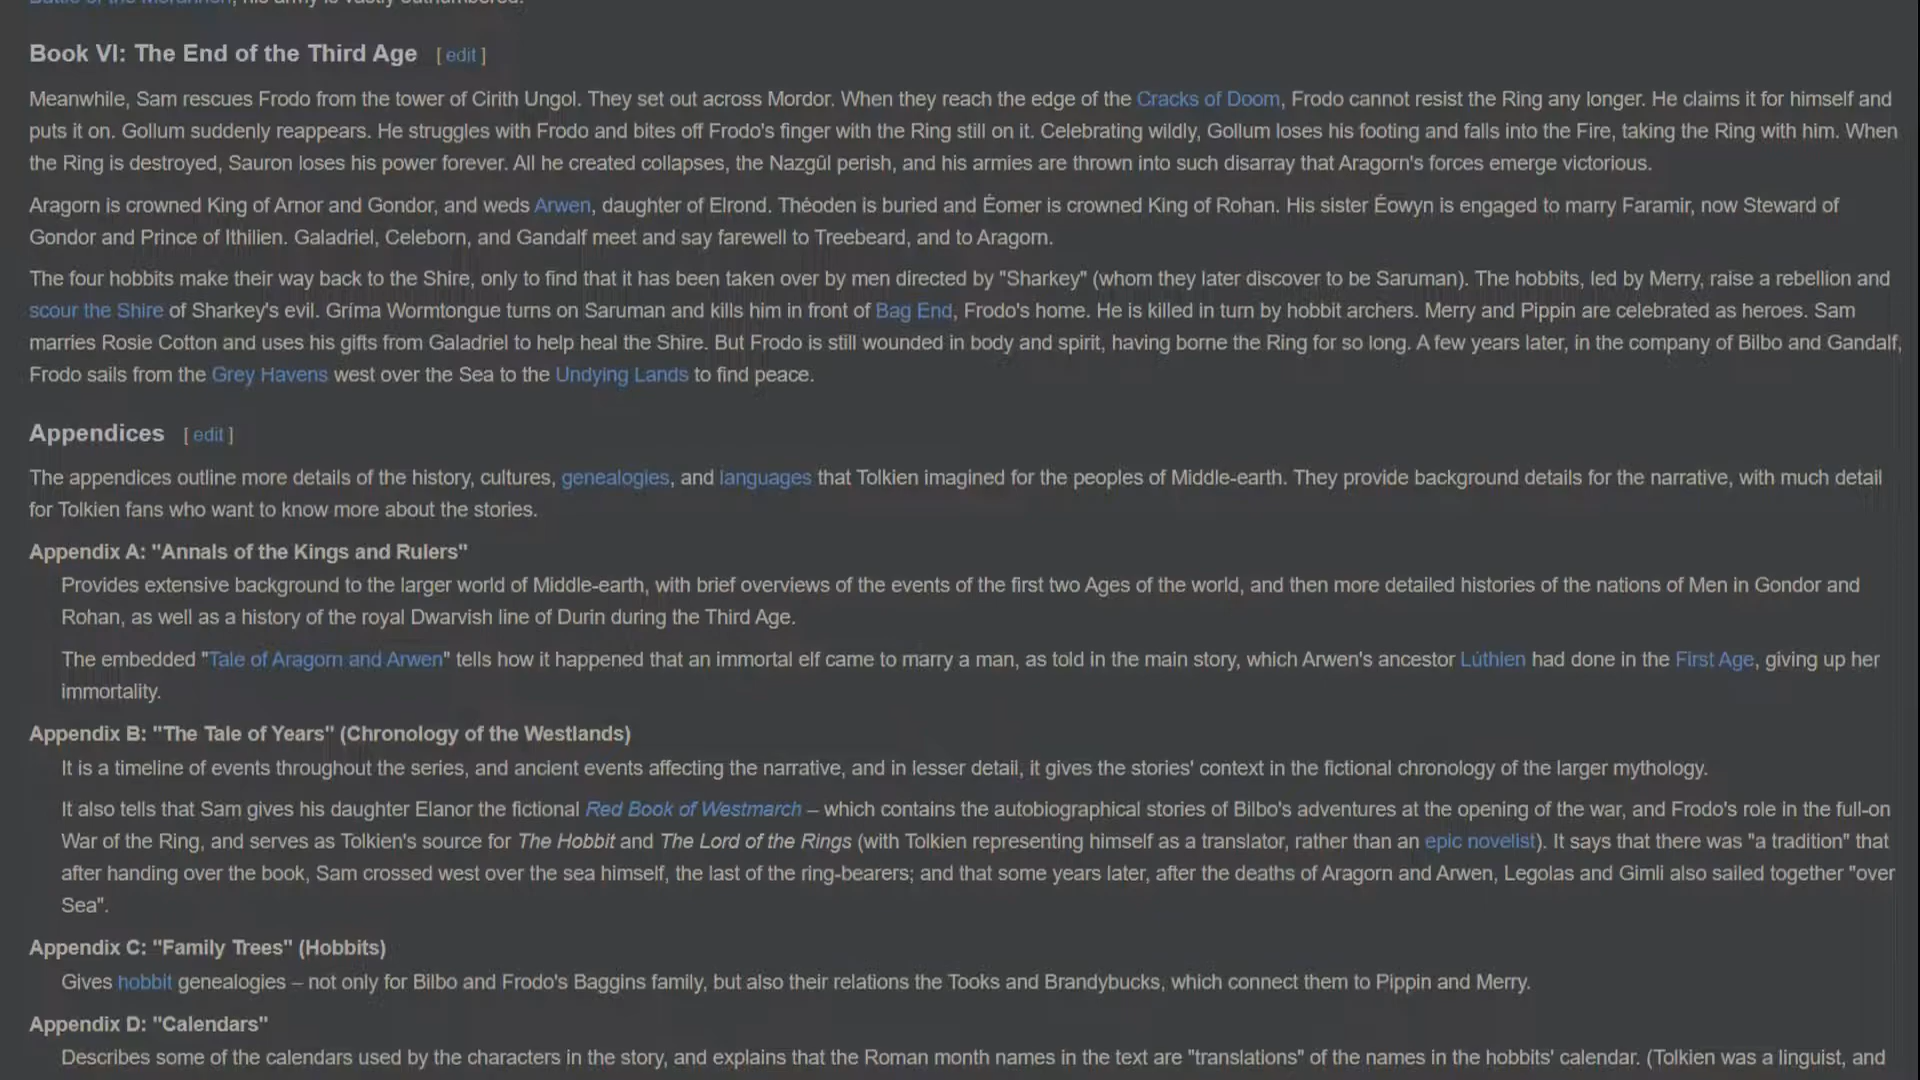 Battle of the Morannon, his army is vastly outnumbered.
Book VI: The End of the Third Age [ edit ]
Meanwhile, Sam rescues Frodo from the tower of Cirith Ungol. They set out across Mordor. When they reach the edge of the Cracks of Doom, Frodo cannot resist the Ring any longer. He claims it for himself and
puts it on. Gollum suddenly reappears. He struggles with Frodo and bites off Frodo's finger with the Ring still on it. Celebrating wildly, Gollum loses his footing and falls into the Fire, taking the Ring with him. When
the Ring is destroyed, Sauron loses his power forever. All he created collapses, the Nazgûl perish, and his armies are thrown into such disarray that Aragorn's forces emerge victorious.
Aragorn is crowned King of Arnor and Gondor, and weds Arwen, daughter of Elrond. Théoden is buried and Éomer is crowned King of Rohan. His sister Éowyn is engaged to marry Faramir, now Steward of
Gondor and Prince of Ithilien. Galadriel, Celeborn, and Gandalf meet and say farewell to Treebeard, and to Aragorn.
The four hobbits make their way back to the Shire, only to find that it has been taken over by men directed by "Sharkey" (whom they later discover to be Saruman). The hobbits, led by Merry, raise a rebellion and
scour the Shire of Sharkey's evil. Gríma Wormtongue turns on Saruman and kills him in front of Bag End, Frodo's home. He is killed in turn by hobbit archers. Merry and Pippin are celebrated as heroes. Sam
marries Rosie Cotton and uses his gifts from Galadriel to help heal the Shire. But Frodo is still wounded in body and spirit, having borne the Ring for so long. A few years later, in the company of Bilbo and Gandalf,
Frodo sails from the Grey Havens west over the Sea to the Undying Lands to find peace.
Appendices [ edit ]
The appendices outline more details of the history, cultures, genealogies, and languages that Tolkien imagined for the peoples of Middle-earth. They provide background details for the narrative, with much detail
for Tolkien fans who want to know more about the stories.
Appendix A: "Annals of the Kings and Rulers"
Provides extensive background to the larger world of Middle-earth, with brief overviews of the events of the first two Ages of the world, and then more detailed histories of the nations of Men in Gondor and
Rohan, as well as a history of the royal Dwarvish line of Durin during the Third Age.
The embedded "Tale of Aragorn and Arwen" tells how it happened that an immortal elf came to marry a man, as told in the main story, which Arwen's ancestor Lúthien had done in the First Age, giving up her
immortality.
Appendix B: "The Tale of Years" (Chronology of the Westlands)
It is a timeline of events throughout the series, and ancient events affecting the narrative, and in lesser detail, it gives the stories' context in the fictional chronology of the larger mythology.
It also tells that Sam gives his daughter Elanor the fictional Red Book of Westmarch – which contains the autobiographical stories of Bilbo's adventures at the opening of the war, and Frodo's role in the full-on
War of the Ring, and serves as Tolkien's source for The Hobbit and The Lord of the Rings (with Tolkien representing himself as a translator, rather than an epic novelist). It says that there was "a tradition" that
after handing over the book, Sam crossed west over the sea himself, the last of the ring-bearers; and that some years later, after the deaths of Aragorn and Arwen, Legolas and Gimli also sailed together "over
Sea".
Appendix C: "Family Trees" (Hobbits)
Gives hobbit genealogies – not only for Bilbo and Frodo's Baggins family, but also their relations the Tooks and Brandybucks, which connect them to Pippin and Merry.
Appendix D: "Calendars"
Describes some of the calendars used by the characters in the story, and explains that the Roman month names in the text are "translations" of the names in the hobbits' calendar. (Tolkien was a linguist, and